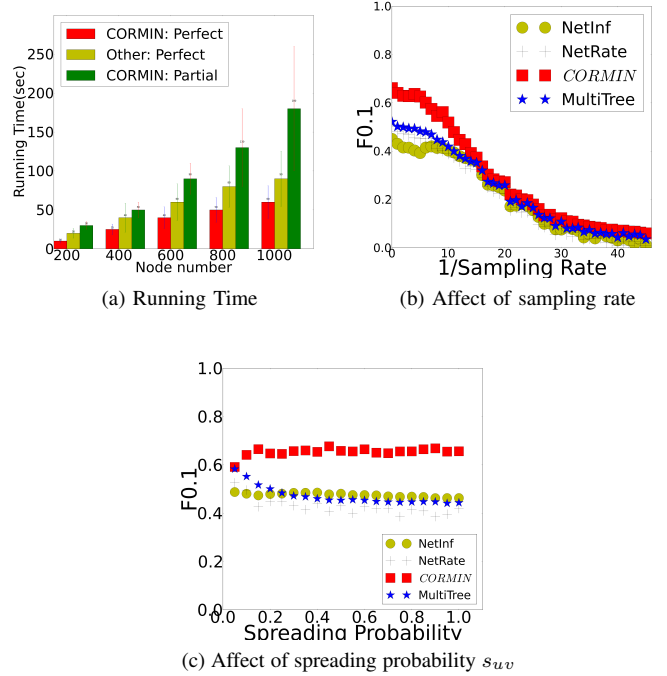 CORMIN: Perfect
Other: Perfect
CORMIN: Partial
Running Time(sec)
250
200
150
100
50
0
200 400 600 800 1000
Node number
(a) Running Time
NetInf
NetRate
CORMIN
MultiTree
F0.1
1.0
0.8
0.6
0.4
0.2
0.0
0 10 20 30 40
1/Sampling Rate
(b) Affect of sampling rate
F0.1
1.0
0.8
0.6
0.4
0.2
0.0
0.0 0.2 0.4 0.6 0.8 1.0
NetInf
NetRate
CORMIN
MultiTree
Spreading Probability
(c) Affect of spreading probability s_{uv}